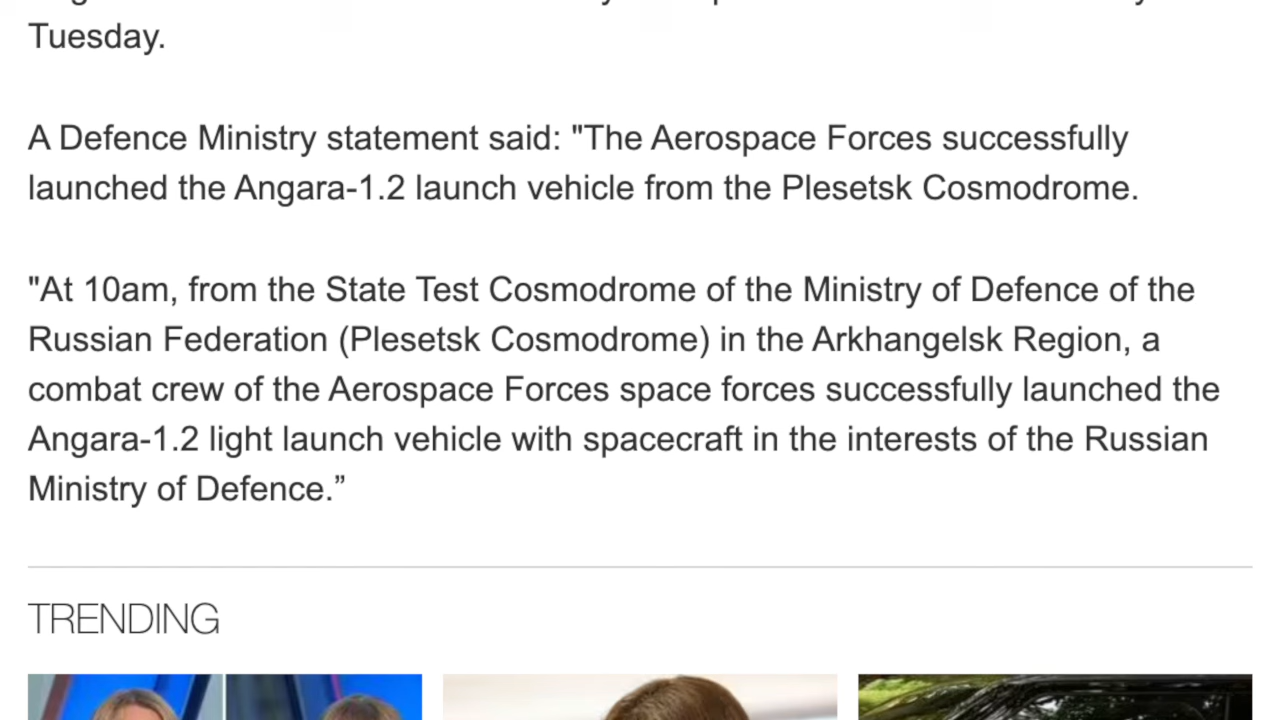 Tuesday.
A Defence Ministry statement said: "The Aerospace Forces successfully
launched the Angara-1.2 launch vehicle from the Plesetsk Cosmodrome.
"At 10am, from the State Test Cosmodrome of the Ministry of Defence of the
Russian Federation (Plesetsk Cosmodrome) in the Arkhangelsk Region, a
combat crew of the Aerospace Forces space forces successfully launched the
Angara-1.2 light launch vehicle with spacecraft in the interests of the Russian
Ministry of Defence.”
TRENDING